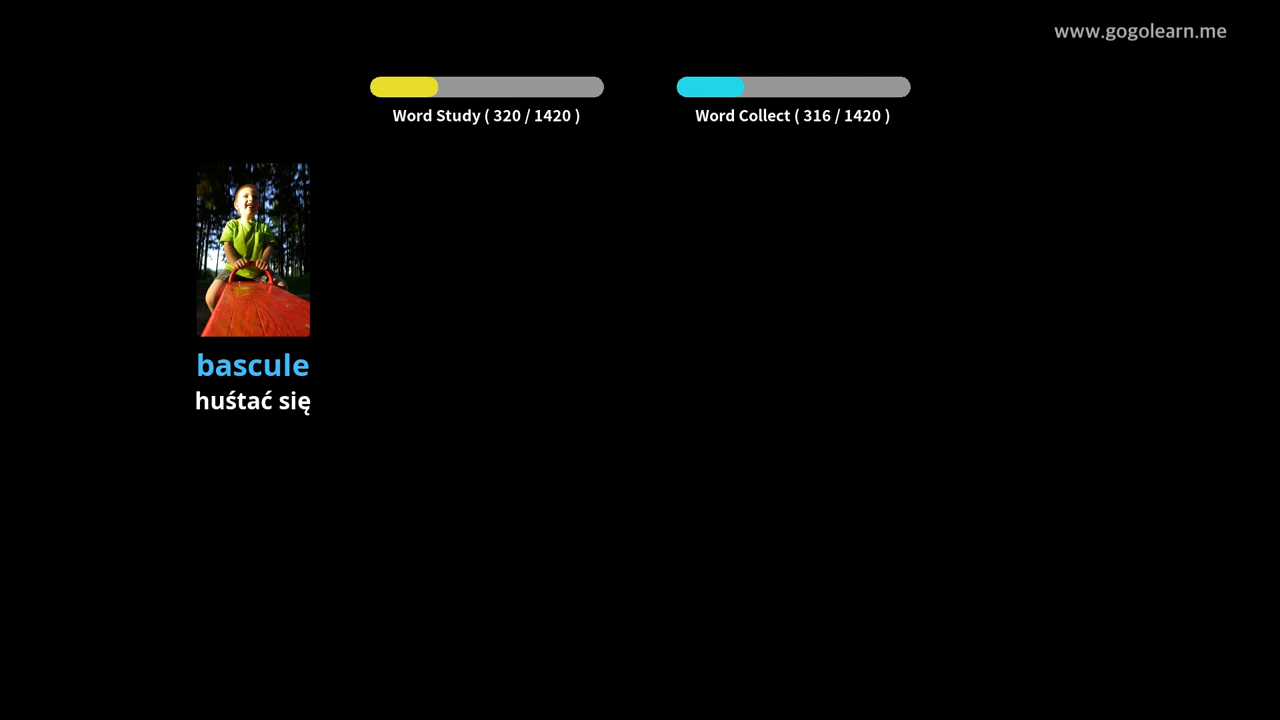 www.gogolearn.me
Word Study ( 320 / 1420 )
Word Collect ( 316 / 1420 )
bascule
huśtać się